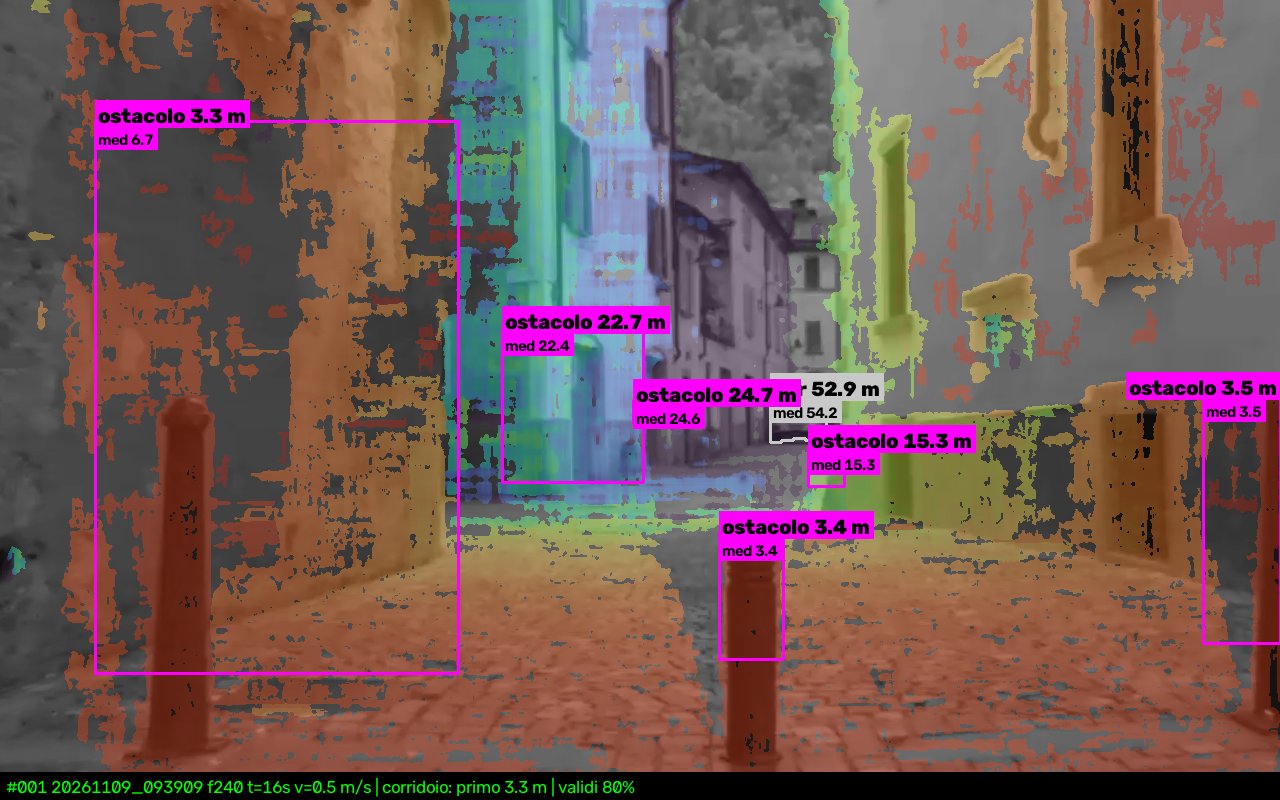 ostacolo 3.3 m
med 6.7
ostacolo 22.7 m
med 22.4
ostacolo 24.7 m
med 24.6
r 52.9 m
med 54.2
ostacolo 3.5 m
med 3.5
ostacolo 15.3 m
med 15.3
ostacolo 3.4 m
med 3.4
#001 20261109_093909 f240 t=16s v=0.5 m/s | corridoio: primo 3.3 m | validi 80%